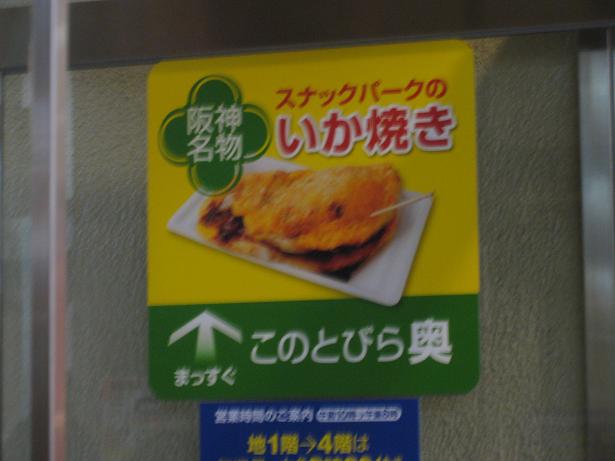 阪神
名物
スナックパークの
いか焼き
まっすぐ
このとびら奥
営業時間のご案内
地1階→4階は